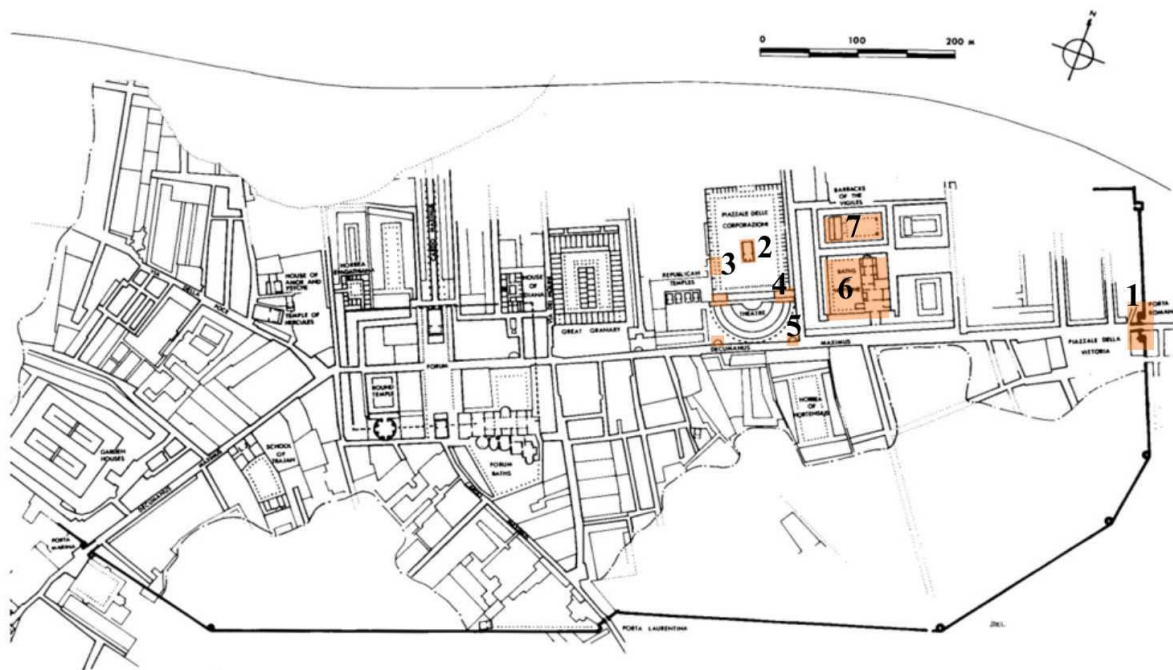 N
0 100 200 M
BARRACKS
OF THE
VIGILES
7
PIAZZALE DELLE
CORPORAZIONI
2
3
4
5
6
1
BATHS
HOUSE OF
AMOR AND
PSYCHE
TEMPLE OF
HERCULES
HOUSE
OF
DIANA
REPUBLICAN
TEMPLES
THEATRE
GREAT GRANARY
DECUMANUS
MAXIMUS
PORTA
ROMANA
PIAZZALE DELLA
VITTORIA
FORUM
ROUND
TEMPLE
HORREA
OF
HORTENSIUS
SCHOOL
OF
TRAJAN
FORUM
BATHS
GARDEN
HOUSES
DECUMANUS
MAXIMUS
PORTA
MARINA
PORTA LAURENTINA